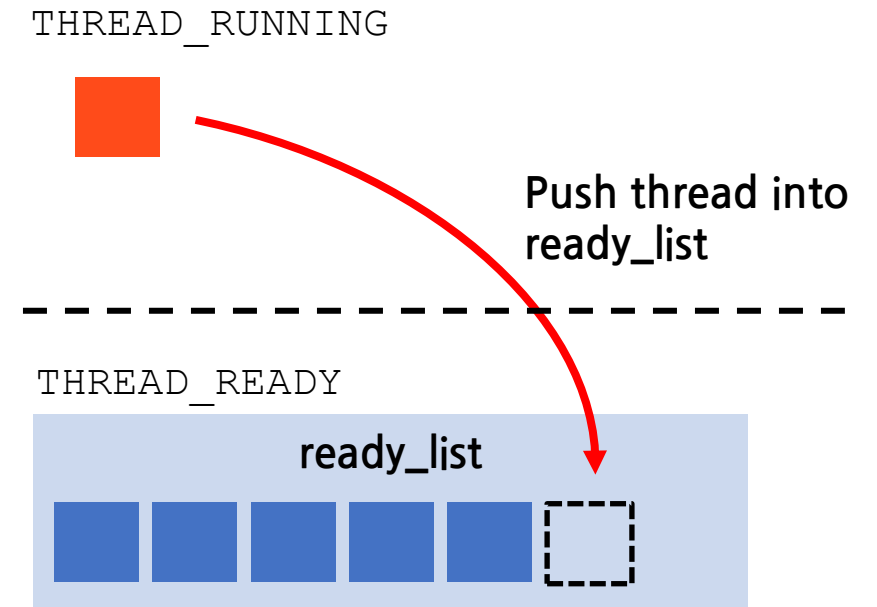 THREAD_RUNNING
Push thread into
ready_list
THREAD_READY
ready_list